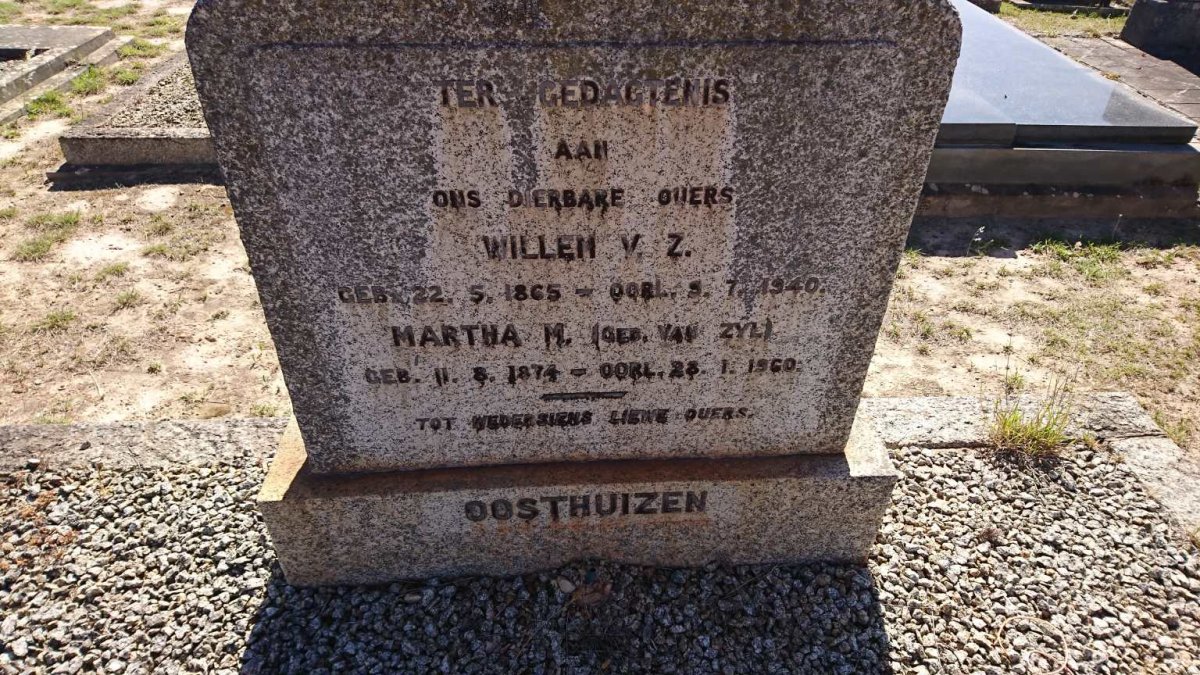 TER GEDAGTENIS
AAN
ONS DIERBARE OUERS
WILLEM V. Z.
GEB. 22. 5. 1865 – OORL. 9. 7. 1940.
MARTHA M. (GEB. VAN ZYL)
GEB. 11. 8. 1874 – OORL. 28. 1. 1960.
TOT WEDERSIENS LIEWE OUERS.
OOSTHUIZEN